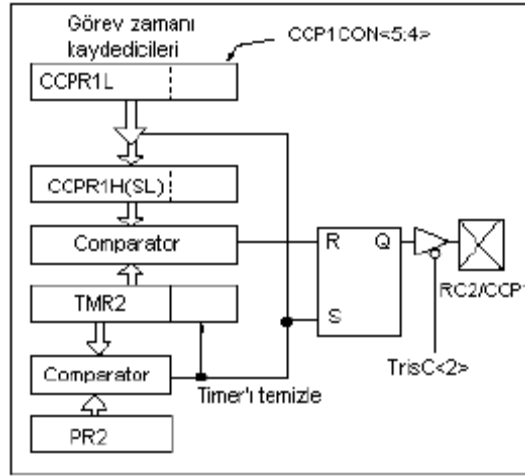 Görev zamanı
kaydedicileri
CCP1CON<5:4>
CCPR1L
CCPR1H(SL)
Comparator
R Q
RC2/CCP1
TMR2
S
Comparator
Timer'ı temizle
TrisC<2>
PR2